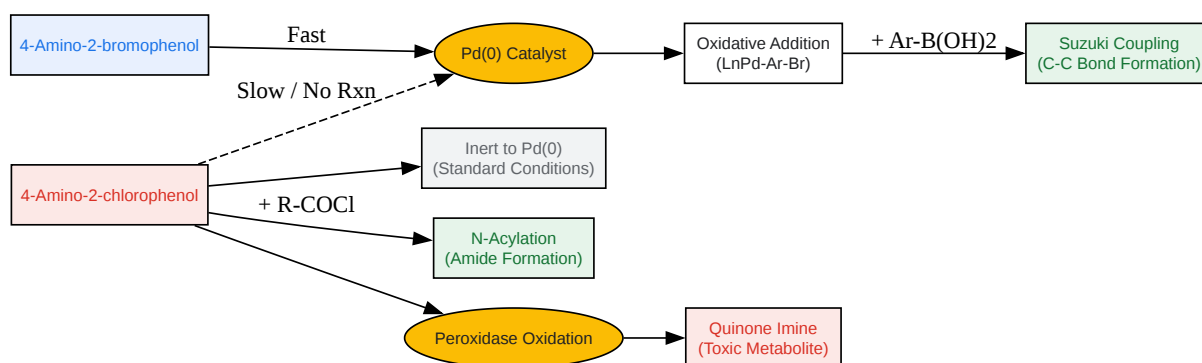 4-Amino-2-bromophenol
Fast
Pd(0) Catalyst
Oxidative Addition
(LnPd-Ar-Br)
+ Ar-B(OH)2
Suzuki Coupling
(C-C Bond Formation)
Slow / No Rxn
4-Amino-2-chlorophenol
Inert to Pd(0)
(Standard Conditions)
+ R-COCl
N-Acylation
(Amide Formation)
Peroxidase Oxidation
Quinone Imine
(Toxic Metabolite)